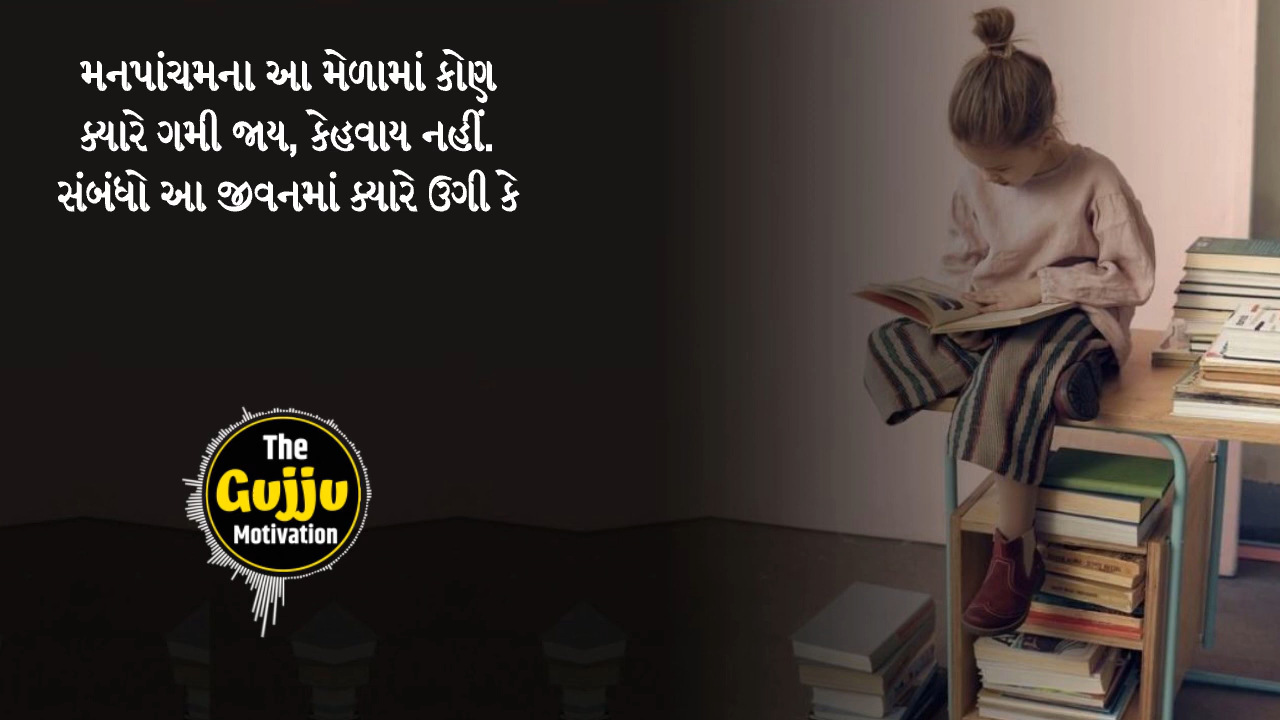 મનપાંચમના આ મેળામાં કોણ
ક્યારે ગમી જાય, કેહવાય નહીં.
સંબંધો આ જીવનમાં ક્યારે ઉગી કે
The
Gujju
Motivation